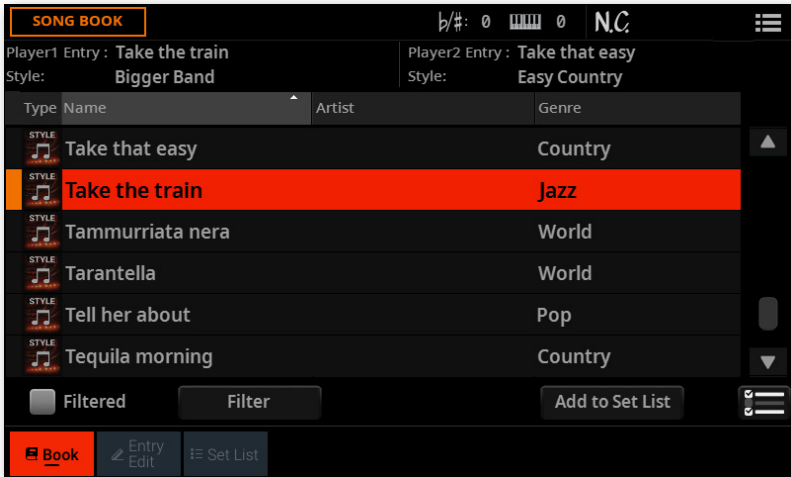 SONG BOOK ♭/♯: 0 0 N.C.
Player1 Entry : Take the train Player2 Entry : Take that easy
Style: Bigger Band Style: Easy Country
Type Name Artist Genre
STYLE Take that easy Country
STYLE Take the train Jazz
STYLE Tammurriata nera World
STYLE Tarantella World
STYLE Tell her about Pop
STYLE Tequila morning Country
Filtered Filter Add to Set List
Book Entry Edit Set List